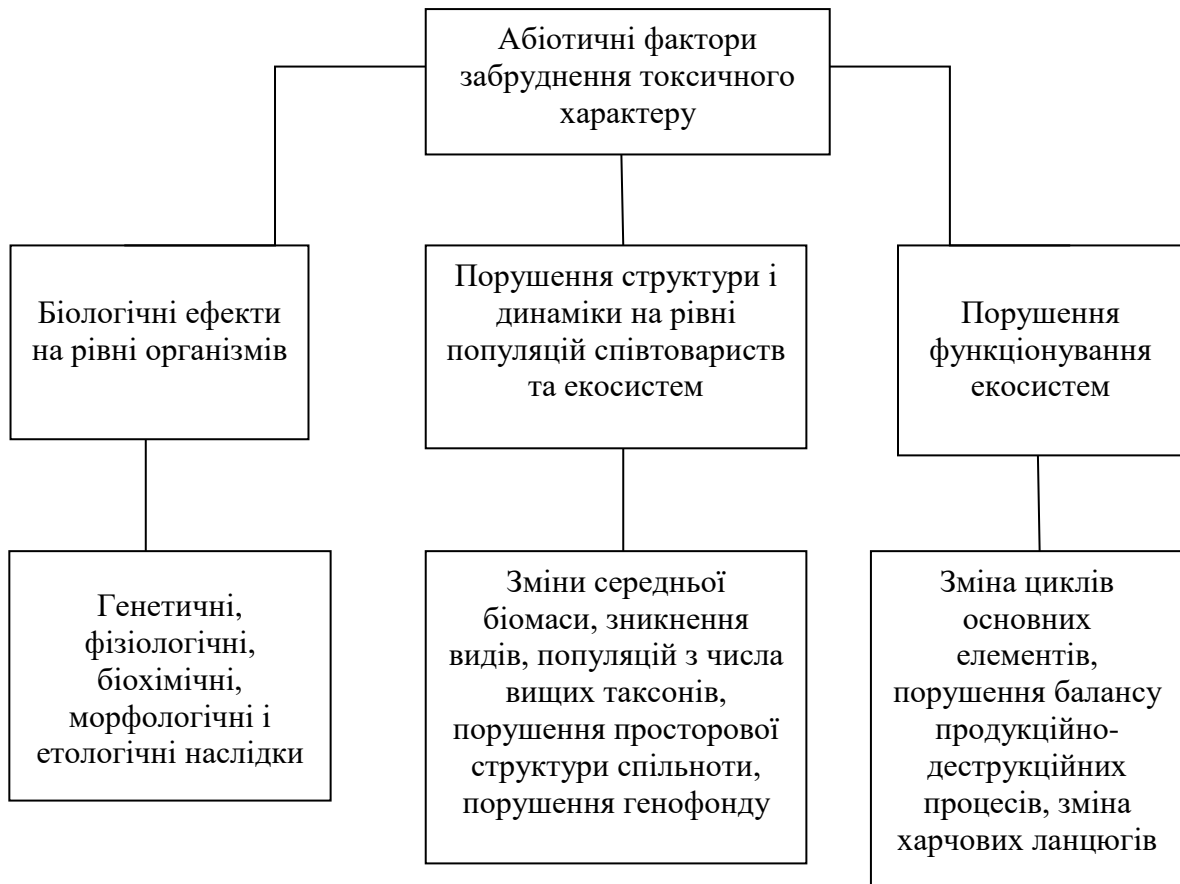 Абіотичні фактори
забруднення токсичного
характеру
Біологічні ефекти
на рівні організмів
Порушення структури і
динаміки на рівні
популяцій співтовариств
та екосистем
Порушення
функціонування
екосистем
Генетичні,
фізіологічні,
біохімічні,
морфологічні і
етологічні наслідки
Зміни середньої
біомаси, зникнення
видів, популяцій з числа
вищих таксонів,
порушення просторової
структури спільноти,
порушення генофонду
Зміна циклів
основних
елементів,
порушення балансу
продукційно-
деструкційних
процесів, зміна
харчових ланцюгів